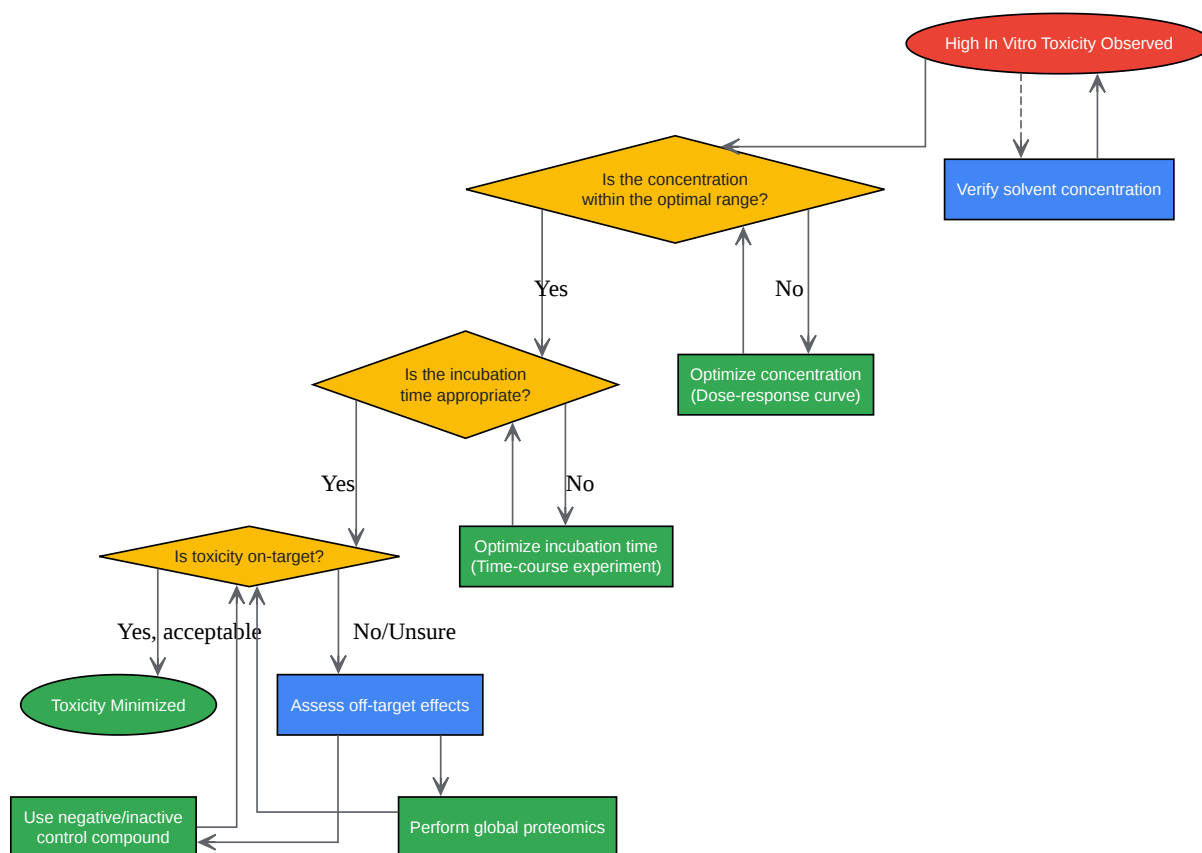 High In Vitro Toxicity Observed
Is the concentration
within the optimal range?
Verify solvent concentration
Yes
No
Is the incubation
time appropriate?
Optimize concentration
(Dose-response curve)
Yes
No
Is toxicity on-target?
Optimize incubation time
(Time-course experiment)
Yes, acceptable
No/Unsure
Toxicity Minimized
Assess off-target effects
Use negative/inactive
control compound
Perform global proteomics